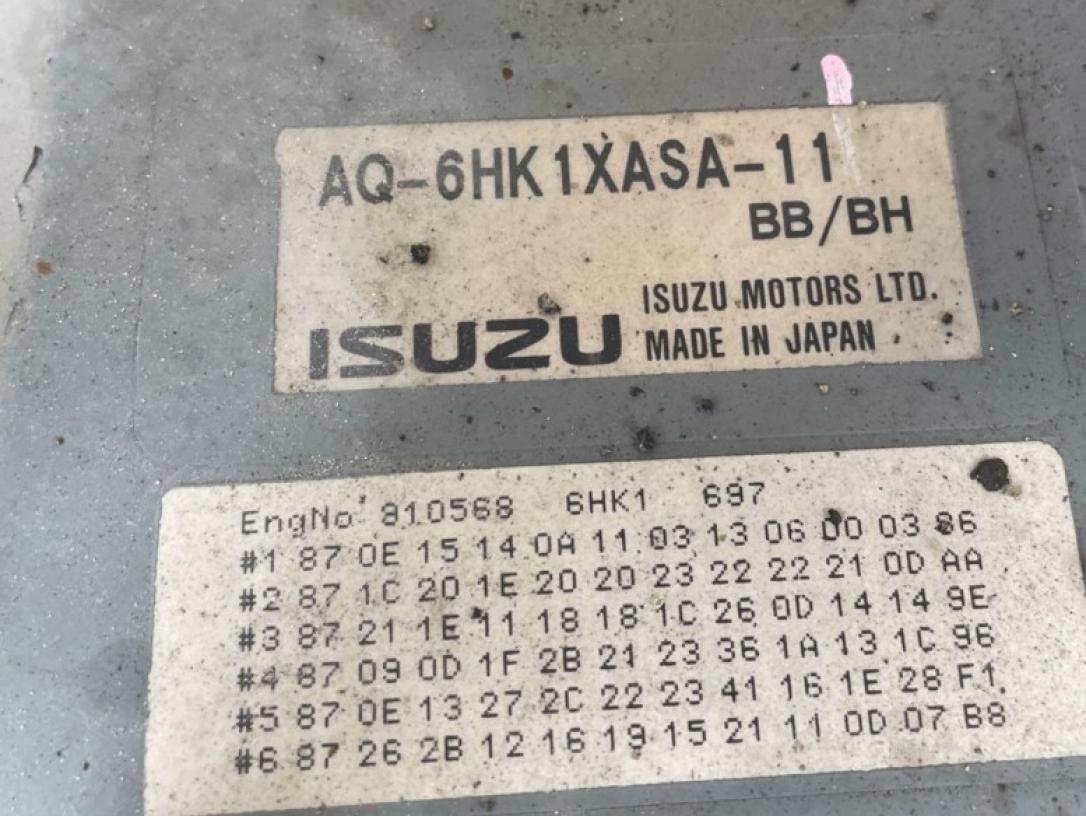 AQ-6HK1XASA-11
BB/BH
ISUZU
ISUZU MOTORS LTD.
MADE IN JAPAN
EngNo 810568 6HK1 697
#1 87 0E 15 14 0A 11 03 13 06 00 03 86
#2 87 1C 20 1E 20 20 23 22 22 21 0D AA
#3 87 21 1E 11 18 18 1C 26 0D 14 14 9E
#4 87 09 0D 1F 2B 21 23 36 1A 13 1C 96
#5 87 0E 13 27 2C 22 23 41 16 1E 28 F1
#6 87 26 2B 12 16 19 15 21 11 0D 07 B8